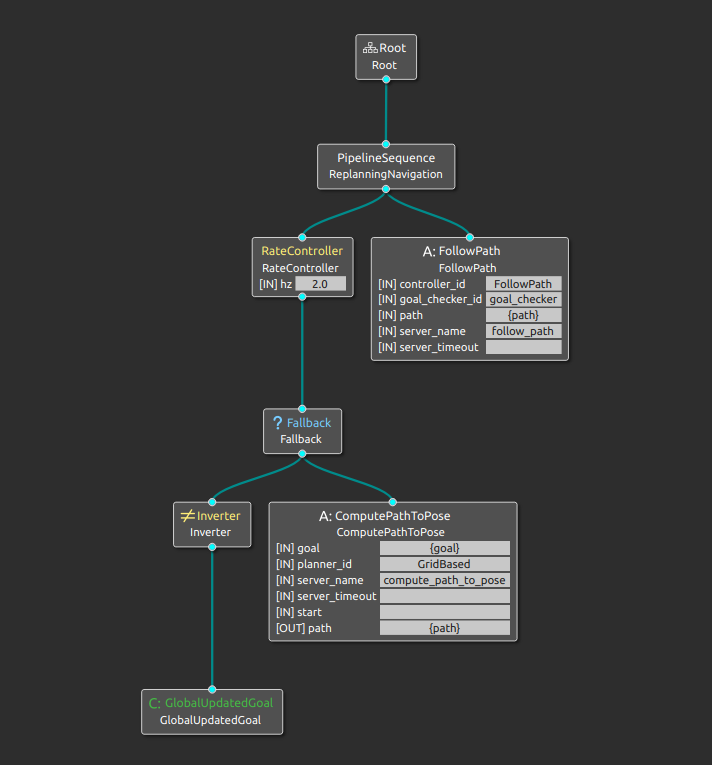 Root
Root
PipelineSequence
ReplanningNavigation
RateController
RateController
[IN] hz 2.0
A: FollowPath
FollowPath
[IN] controller_id FollowPath
[IN] goal_checker_id goal_checker
[IN] path {path}
[IN] server_name follow_path
[IN] server_timeout
? Fallback
Fallback
Inverter
Inverter
A: ComputePathToPose
ComputePathToPose
[IN] goal {goal}
[IN] planner_id GridBased
[IN] server_name compute_path_to_pose
[IN] server_timeout
[IN] start
[OUT] path {path}
C: GlobalUpdatedGoal
GlobalUpdatedGoal